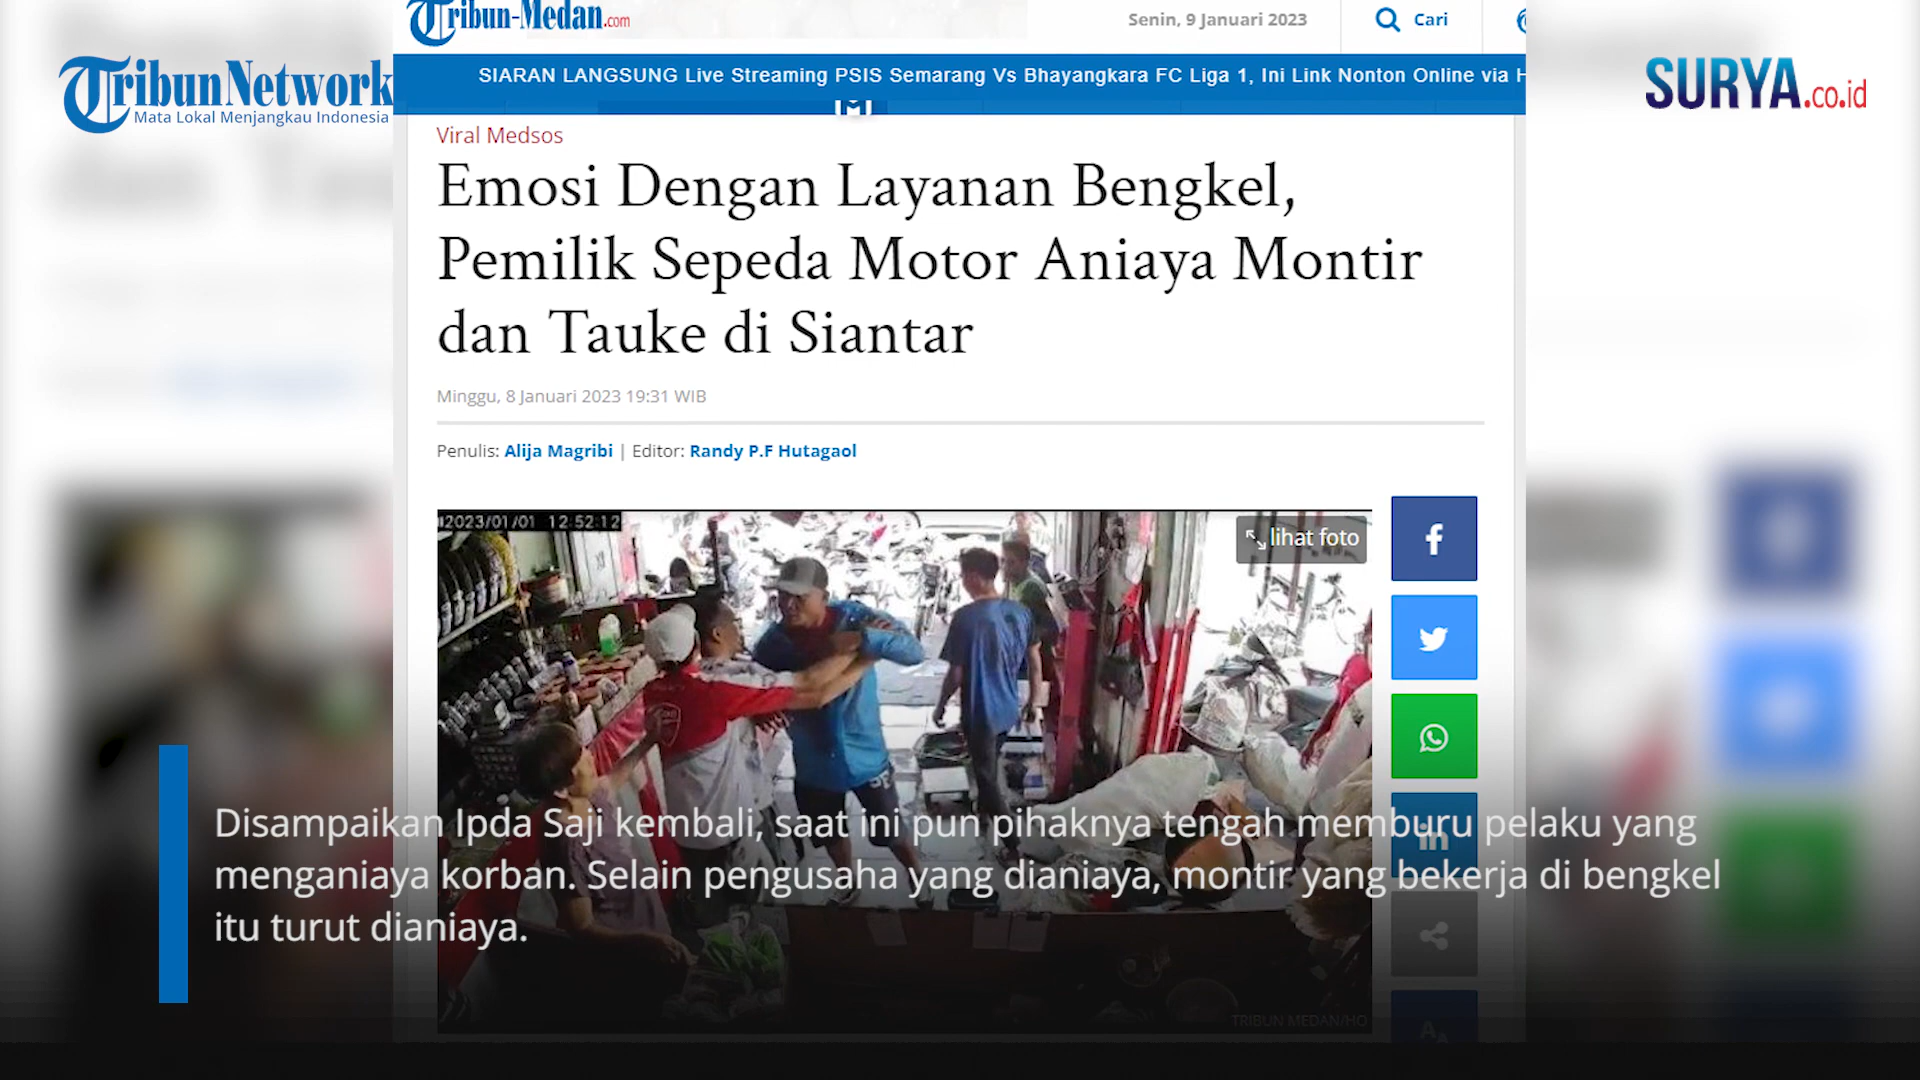 Tribun-Medan.com
Senin, 9 Januari 2023
Cari
TribunNetwork
Mata Lokal Menjangkau Indonesia
SURYA.co.id
SIARAN LANGSUNG Live Streaming PSIS Semarang Vs Bhayangkara FC Liga 1, Ini Link Nonton Online via
Viral Medsos
Emosi Dengan Layanan Bengkel,
Pemilik Sepeda Motor Aniaya Montir
dan Tauke di Siantar
Minggu, 8 Januari 2023 19:31 WIB
Penulis: Alija Magribi | Editor: Randy P.F Hutagaol
2023/01/01 12:52:12
lihat foto
Disampaikan Ipda Saji kembali, saat ini pun pihaknya tengah memburu pelaku yang
menganiaya korban. Selain pengusaha yang dianiaya, montir yang bekerja di bengkel
itu turut dianiaya.
TRIBUN MEDAN/HO